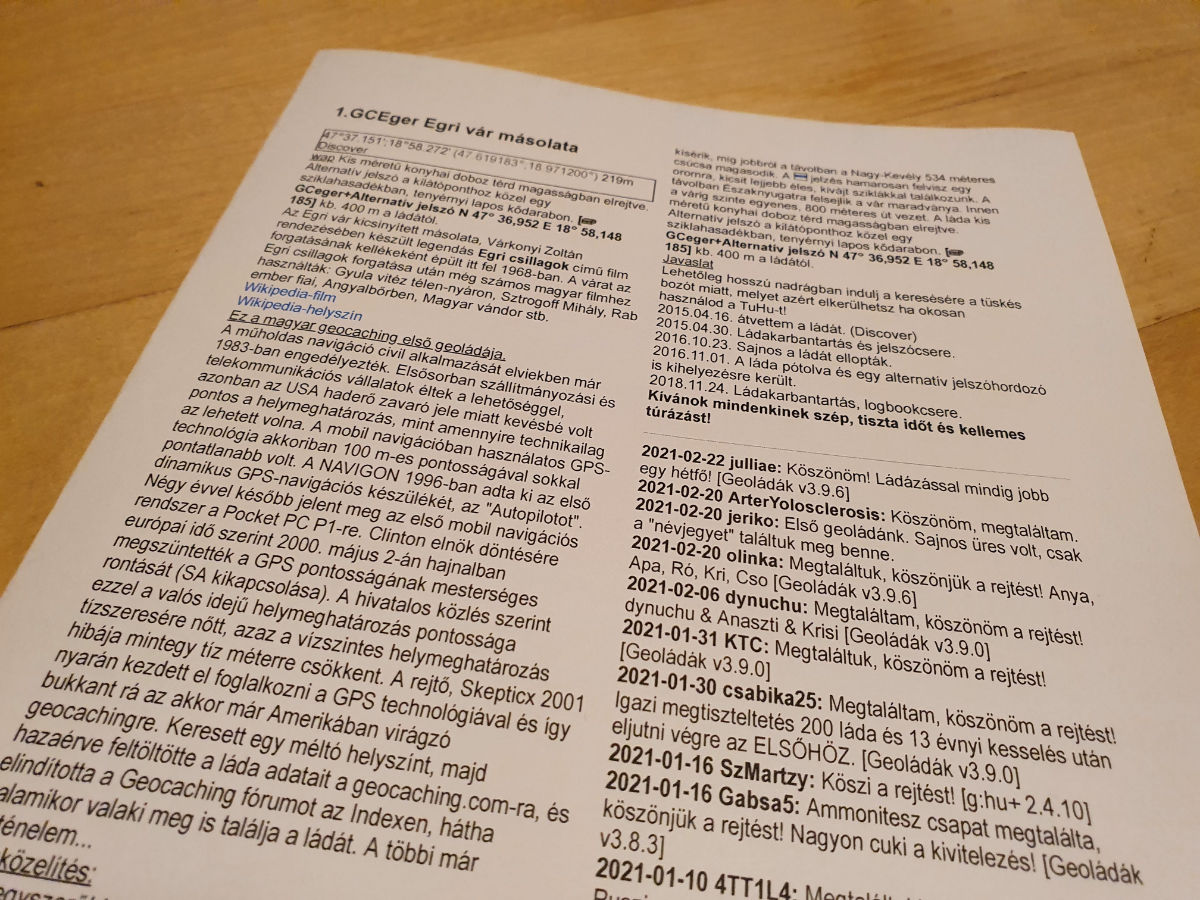 1.GCEger Egri vár másolata
47°37.151';18°58.272' (47.619183°,18.971200°) 219m
Discover
wap Kis méretű konyhai doboz térd magasságban elrejtve.
Alternatív jelszó a kilátóponthoz közel egy
sziklahasadékban, tenyérnyi lapos kődarabon. [
GCeger+Alternatív jelszó N 47° 36,952 E 18° 58,148
185] kb. 400 m a ládától.
Az Egri vár kicsinyített másolata, Várkonyi Zoltán
rendezésében készült legendás Egri csillagok című film
forgatásának kellékeként épült itt fel 1968-ban. A várat az
Egri csillagok forgatása után még számos magyar filmhez
használták: Gyula vitéz télen-nyáron, Sztrogoff Mihály, Rab
ember fiai, Angyalbőrben, Magyar vándor stb.
Wikipedia-film
Wikipedia-helyszín
Ez a magyar geocaching első geoládája.
A műholdas navigáció civil alkalmazását elviekben már
1983-ban engedélyezték. Elsősorban szállítmányozási és
telekommunikációs vállalatok éltek a lehetőséggel,
azonban az USA haderő zavaró jele miatt kevésbé volt
pontos a helymeghatározás, mint amennyire technikailag
az lehetett volna. A mobil navigációban használatos GPS-
technológia akkoriban 100 m-es pontosságával sokkal
pontatlanabb volt. A NAVIGON 1996-ban adta ki az első
dinamikus GPS-navigációs készülékét, az "Autopilotot".
Négy évvel később jelent meg az első mobil navigációs
rendszer a Pocket PC P1-re. Clinton elnök döntésére
európai idő szerint 2000. május 2-án hajnalban
megszüntették a GPS pontosságának mesterséges
rontását (SA kikapcsolása). A hivatalos közlés szerint
ezzel a valós idejű helymeghatározás pontossága
tízszeresére nőtt, azaz a vízszintes helymeghatározás
hibája mintegy tíz méterre csökkent. A rejtő, Skepticx 2001
nyarán kezdett el foglalkozni a GPS technológiával és így
bukkant rá az akkor már Amerikában virágzó
geocachingre. Keresett egy méltó helyszínt, majd
hazaérve feltöltötte a láda adatait a geocaching.com-ra, és
elindította a Geocaching fórumot az Indexen, hátha
alamikor valaki meg is találja a ládát. A többi már
ténelem...
közelítés:
kísérik, míg jobbról a távolban a Nagy-Kevély 534 méteres
csúcsa magasodik. A jelzés hamarosan felvisz egy
oromra, kicsit lejjebb éles, kivájt sziklákkal találkozunk. A
távolban Északnyugatra felsejlik a vár maradványa. Innen
a várig szinte egyenes, 800 méteres út vezet. A láda kis
méretű konyhai doboz térd magasságban elrejtve.
Alternatív jelszó a kilátóponthoz közel egy
sziklahasadékban, tenyérnyi lapos kődarabon. [
GCeger+Alternatív jelszó N 47° 36,952 E 18° 58,148
185] kb. 400 m a ládától.
Javaslat
Lehetőleg hosszú nadrágban indulj a keresésére a tüskés
bozót miatt, melyet azért elkerülhetsz ha okosan
használod a TuHu-t!
2015.04.16. átvettem a ládát. (Discover)
2015.04.30. Ládakarbantartás és jelszócsere.
2016.10.23. Sajnos a ládát ellopták.
2016.11.01. A láda pótolva és egy alternatív jelszóhordozó
is kihelyezésre került.
2018.11.24. Ládakarbantartás, logbookcsere.
Kívánok mindenkinek szép, tiszta időt és kellemes
túrázást!
2021-02-22 julliae: Köszönöm! Ládázással mindig jobb
egy hétfő! [Geoládák v3.9.6]
2021-02-20 ArterYolosclerosis: Köszönöm, megtaláltam.
2021-02-20 jeriko: Első geoládánk. Sajnos üres volt, csak
a "névjegyet" találtuk meg benne.
2021-02-20 olinka: Megtaláltuk, köszönjük a rejtést! Anya,
Apa, Ró, Kri, Cso [Geoládák v3.9.6]
2021-02-06 dynuchu: Megtaláltam, köszönöm a rejtést!
dynuchu & Anaszti & Krisi [Geoládák v3.9.0]
2021-01-31 KTC: Megtaláltuk, köszönöm a rejtést!
[Geoládák v3.9.0]
2021-01-30 csabika25: Megtaláltam, köszönöm a rejtést!
Igazi megtiszteltetés 200 láda és 13 évnyi kesselés után
eljutni végre az ELSŐHÖZ. [Geoládák v3.9.0]
2021-01-16 SzMartzy: Köszi a rejtést! [g:hu+ 2.4.10]
2021-01-16 Gabsa5: Ammonitesz csapat megtalálta,
köszönjük a rejtést! Nagyon cuki a kivitelezés! [Geoládák
v3.8.3]
2021-01-10 4TT1L4: